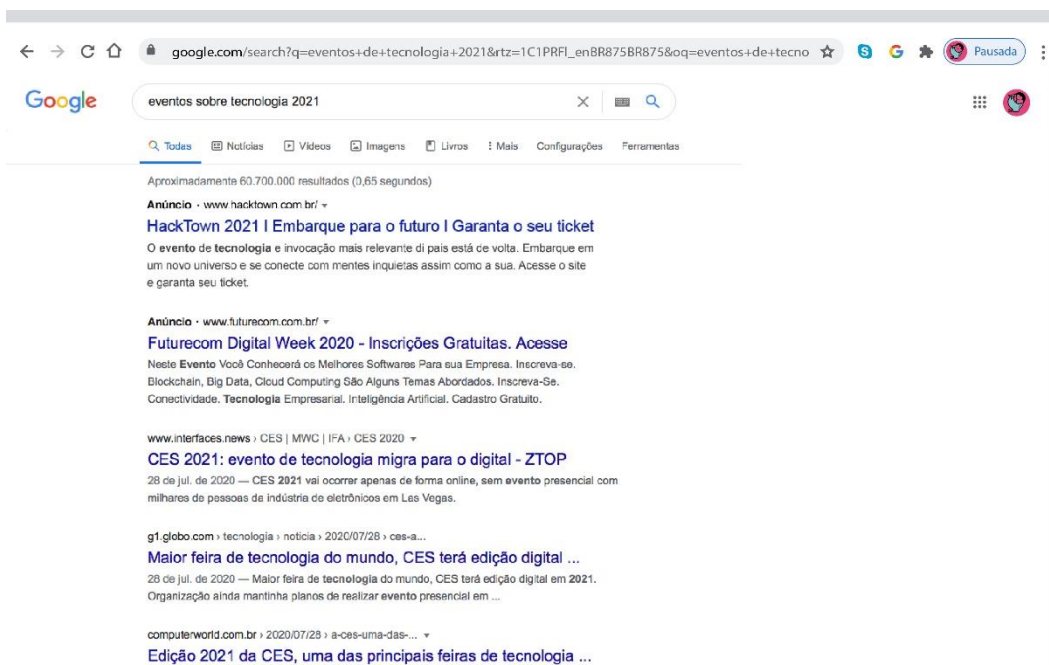 google.com/search?q=eventos+de+tecnologia+2021&rtz=1C1PRFl_enBR875BR875&oq=eventos+de+tecno
Pausada
Google
eventos sobre tecnologia 2021
Todas Notícias Vídeos Imagens Livros Mais Configurações Ferramentas
Aproximadamente 60.700.000 resultados (0,65 segundos)
Anúncio · www.hacktown.com.br/
HackTown 2021 I Embarque para o futuro I Garanta o seu ticket
O evento de tecnologia e invocação mais relevante di pais está de volta. Embarque em
um novo universo e se conecte com mentes inquietas assim como a sua. Acesse o site
e garanta seu ticket.
Anúncio · www.futurecom.com.br/
Futurecom Digital Week 2020 - Inscrições Gratuitas. Acesse
Neste Evento Você Conhecerá os Melhores Softwares Para sua Empresa. Inscreva-se.
Blockchain, Big Data, Cloud Computing São Alguns Temas Abordados. Inscreva-Se.
Conectividade. Tecnologia Empresarial. Inteligência Artificial. Cadastro Gratuito.
www.interfaces.news › CES | MWC | IFA › CES 2020
CES 2021: evento de tecnologia migra para o digital - ZTOP
28 de jul. de 2020 — CES 2021 vai ocorrer apenas de forma online, sem evento presencial com
milhares de pessoas da indústria de eletrônicos em Las Vegas.
g1.globo.com › tecnologia › noticia › 2020/07/28 › ces-a...
Maior feira de tecnologia do mundo, CES terá edição digital ...
28 de jul. de 2020 — Maior feira de tecnologia do mundo, CES terá edição digital em 2021.
Organização ainda mantinha planos de realizar evento presencial em ...
computerworld.com.br › 2020/07/28 › a-ces-uma-das-...
Edição 2021 da CES, uma das principais feiras de tecnologia ...